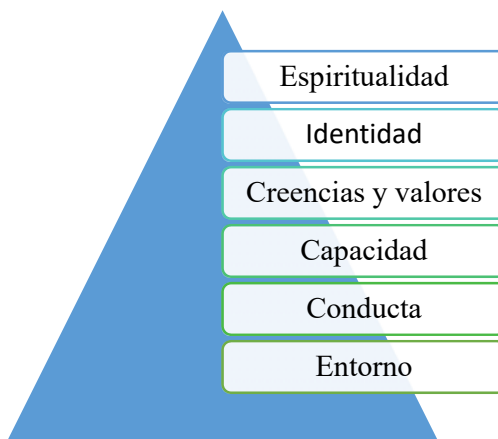 Espiritualidad
Identidad
Creencias y valores
Capacidad
Conducta
Entorno